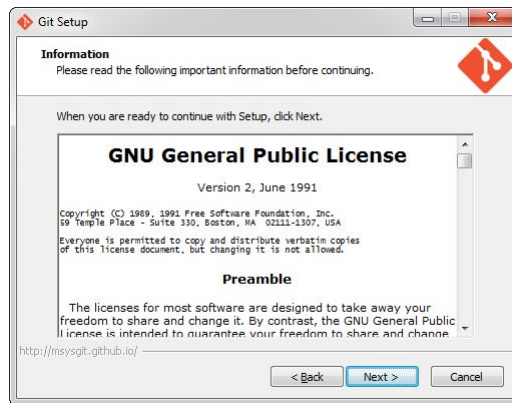 Git Setup
Information
Please read the following important information before continuing.
When you are ready to continue with Setup, click Next.
GNU General Public License
Version 2, June 1991
Copyright (C) 1989, 1991 Free Software Foundation, Inc.
59 Temple Place - Suite 330, Boston, MA  02111-1307, USA
Everyone is permitted to copy and distribute verbatim copies
of this license document, but changing it is not allowed.
Preamble
The licenses for most software are designed to take away your
freedom to share and change it. By contrast, the GNU General Public
License is intended to guarantee your freedom to share and change
http://msysgit.github.io/
< Back
Next >
Cancel